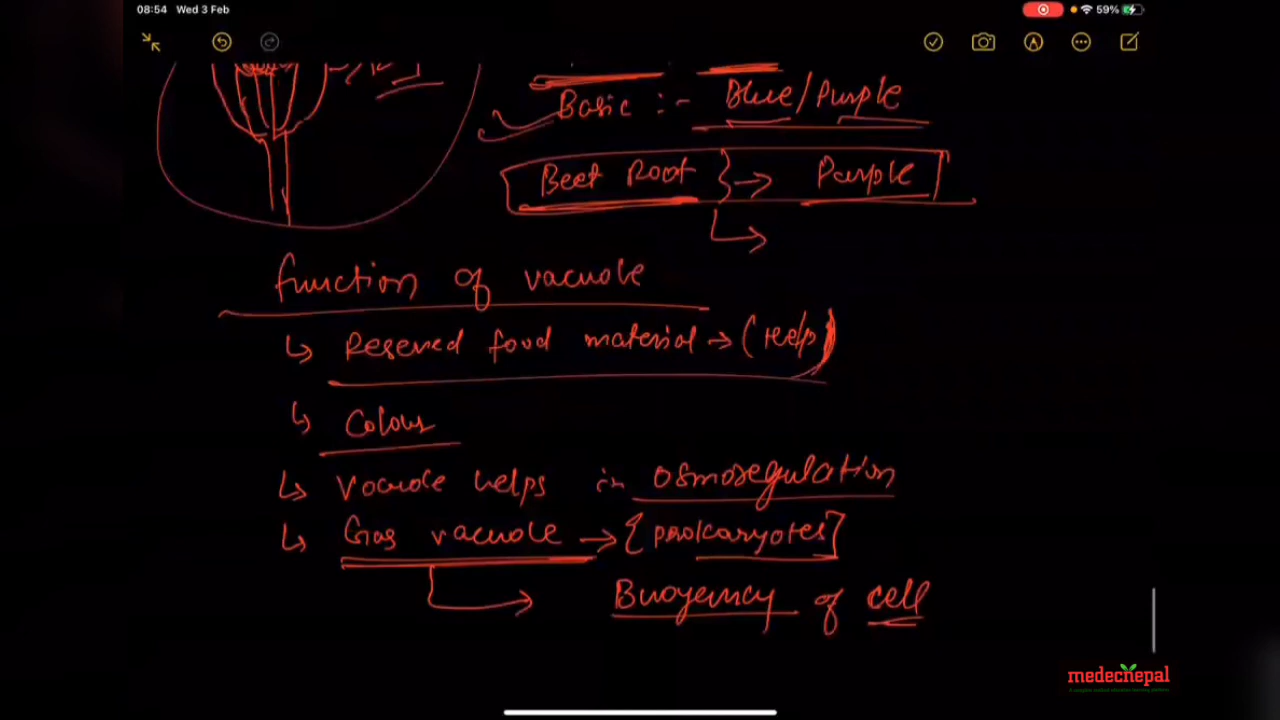 08:54 Wed 3 Feb
59%
Basic :- Blue/Purple
Beet Root } → Purple
function of vacuole
↳ Reserved food material → (Help)
↳ Colour
↳ Vacuole helps in osmoregulation
↳ Gas vacuole → {prokaryotes]
Buoyency of cell
medecnepal